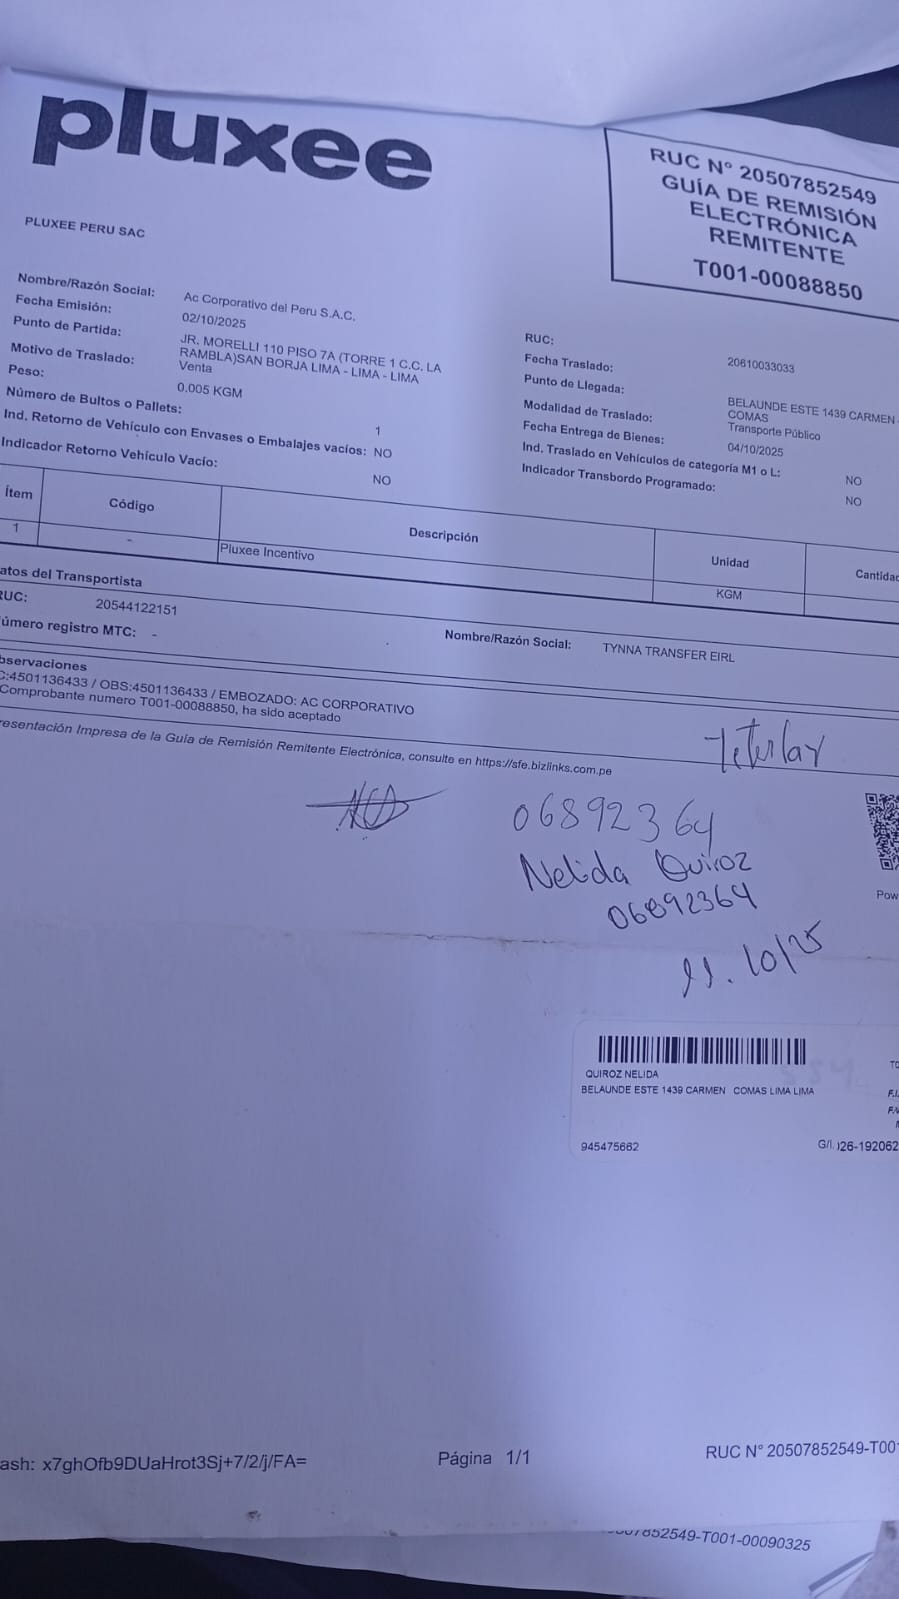 pluxee
PLUXEE PERU SAC
RUC N° 20507852549
GUÍA DE REMISIÓN
ELECTRÓNICA
REMITENTE
T001-00088850
Nombre/Razón Social: Ac Corporativo del Peru S.A.C.
Fecha Emisión: 02/10/2025
Punto de Partida: JR. MORELLI 110 PISO 7A (TORRE 1 C.C. LA
RAMBLA)SAN BORJA LIMA - LIMA - LIMA
Motivo de Traslado: Venta
Peso: 0.005 KGM
Número de Bultos o Pallets: 1
Ind. Retorno de Vehículo con Envases o Embalajes vacíos: NO
Indicador Retorno Vehículo Vacío: NO
RUC: 20610033033
Fecha Traslado:
Punto de Llegada: BELAUNDE ESTE 1439 CARMEN -
COMAS
Modalidad de Traslado: Transporte Público
Fecha Entrega de Bienes: 04/10/2025
Ind. Traslado en Vehículos de categoría M1 o L: NO
Indicador Transbordo Programado: NO
Ítem Código Descripción Unidad Cantidad
1 - Pluxee Incentivo KGM
atos del Transportista
RUC: 20544122151
Nombre/Razón Social: TYNNA TRANSFER EIRL
úmero registro MTC: -
bservaciones
C:4501136433 / OBS:4501136433 / EMBOZADO: AC CORPORATIVO
Comprobante numero T001-00088850, ha sido aceptado
resentación Impresa de la Guía de Remisión Remitente Electrónica, consulte en https://sfe.bizlinks.com.pe
Titular
06892364
Nelida Quiroz
06892364
11.10/25
Pow
QUIROZ NELIDA
BELAUNDE ESTE 1439 CARMEN COMAS LIMA LIMA
945475662
G/I. 026-192062
ash: x7ghOfb9DUaHrot3Sj+7/2/j/FA=
Página 1/1
RUC N° 20507852549-T00
07852549-T001-00090325